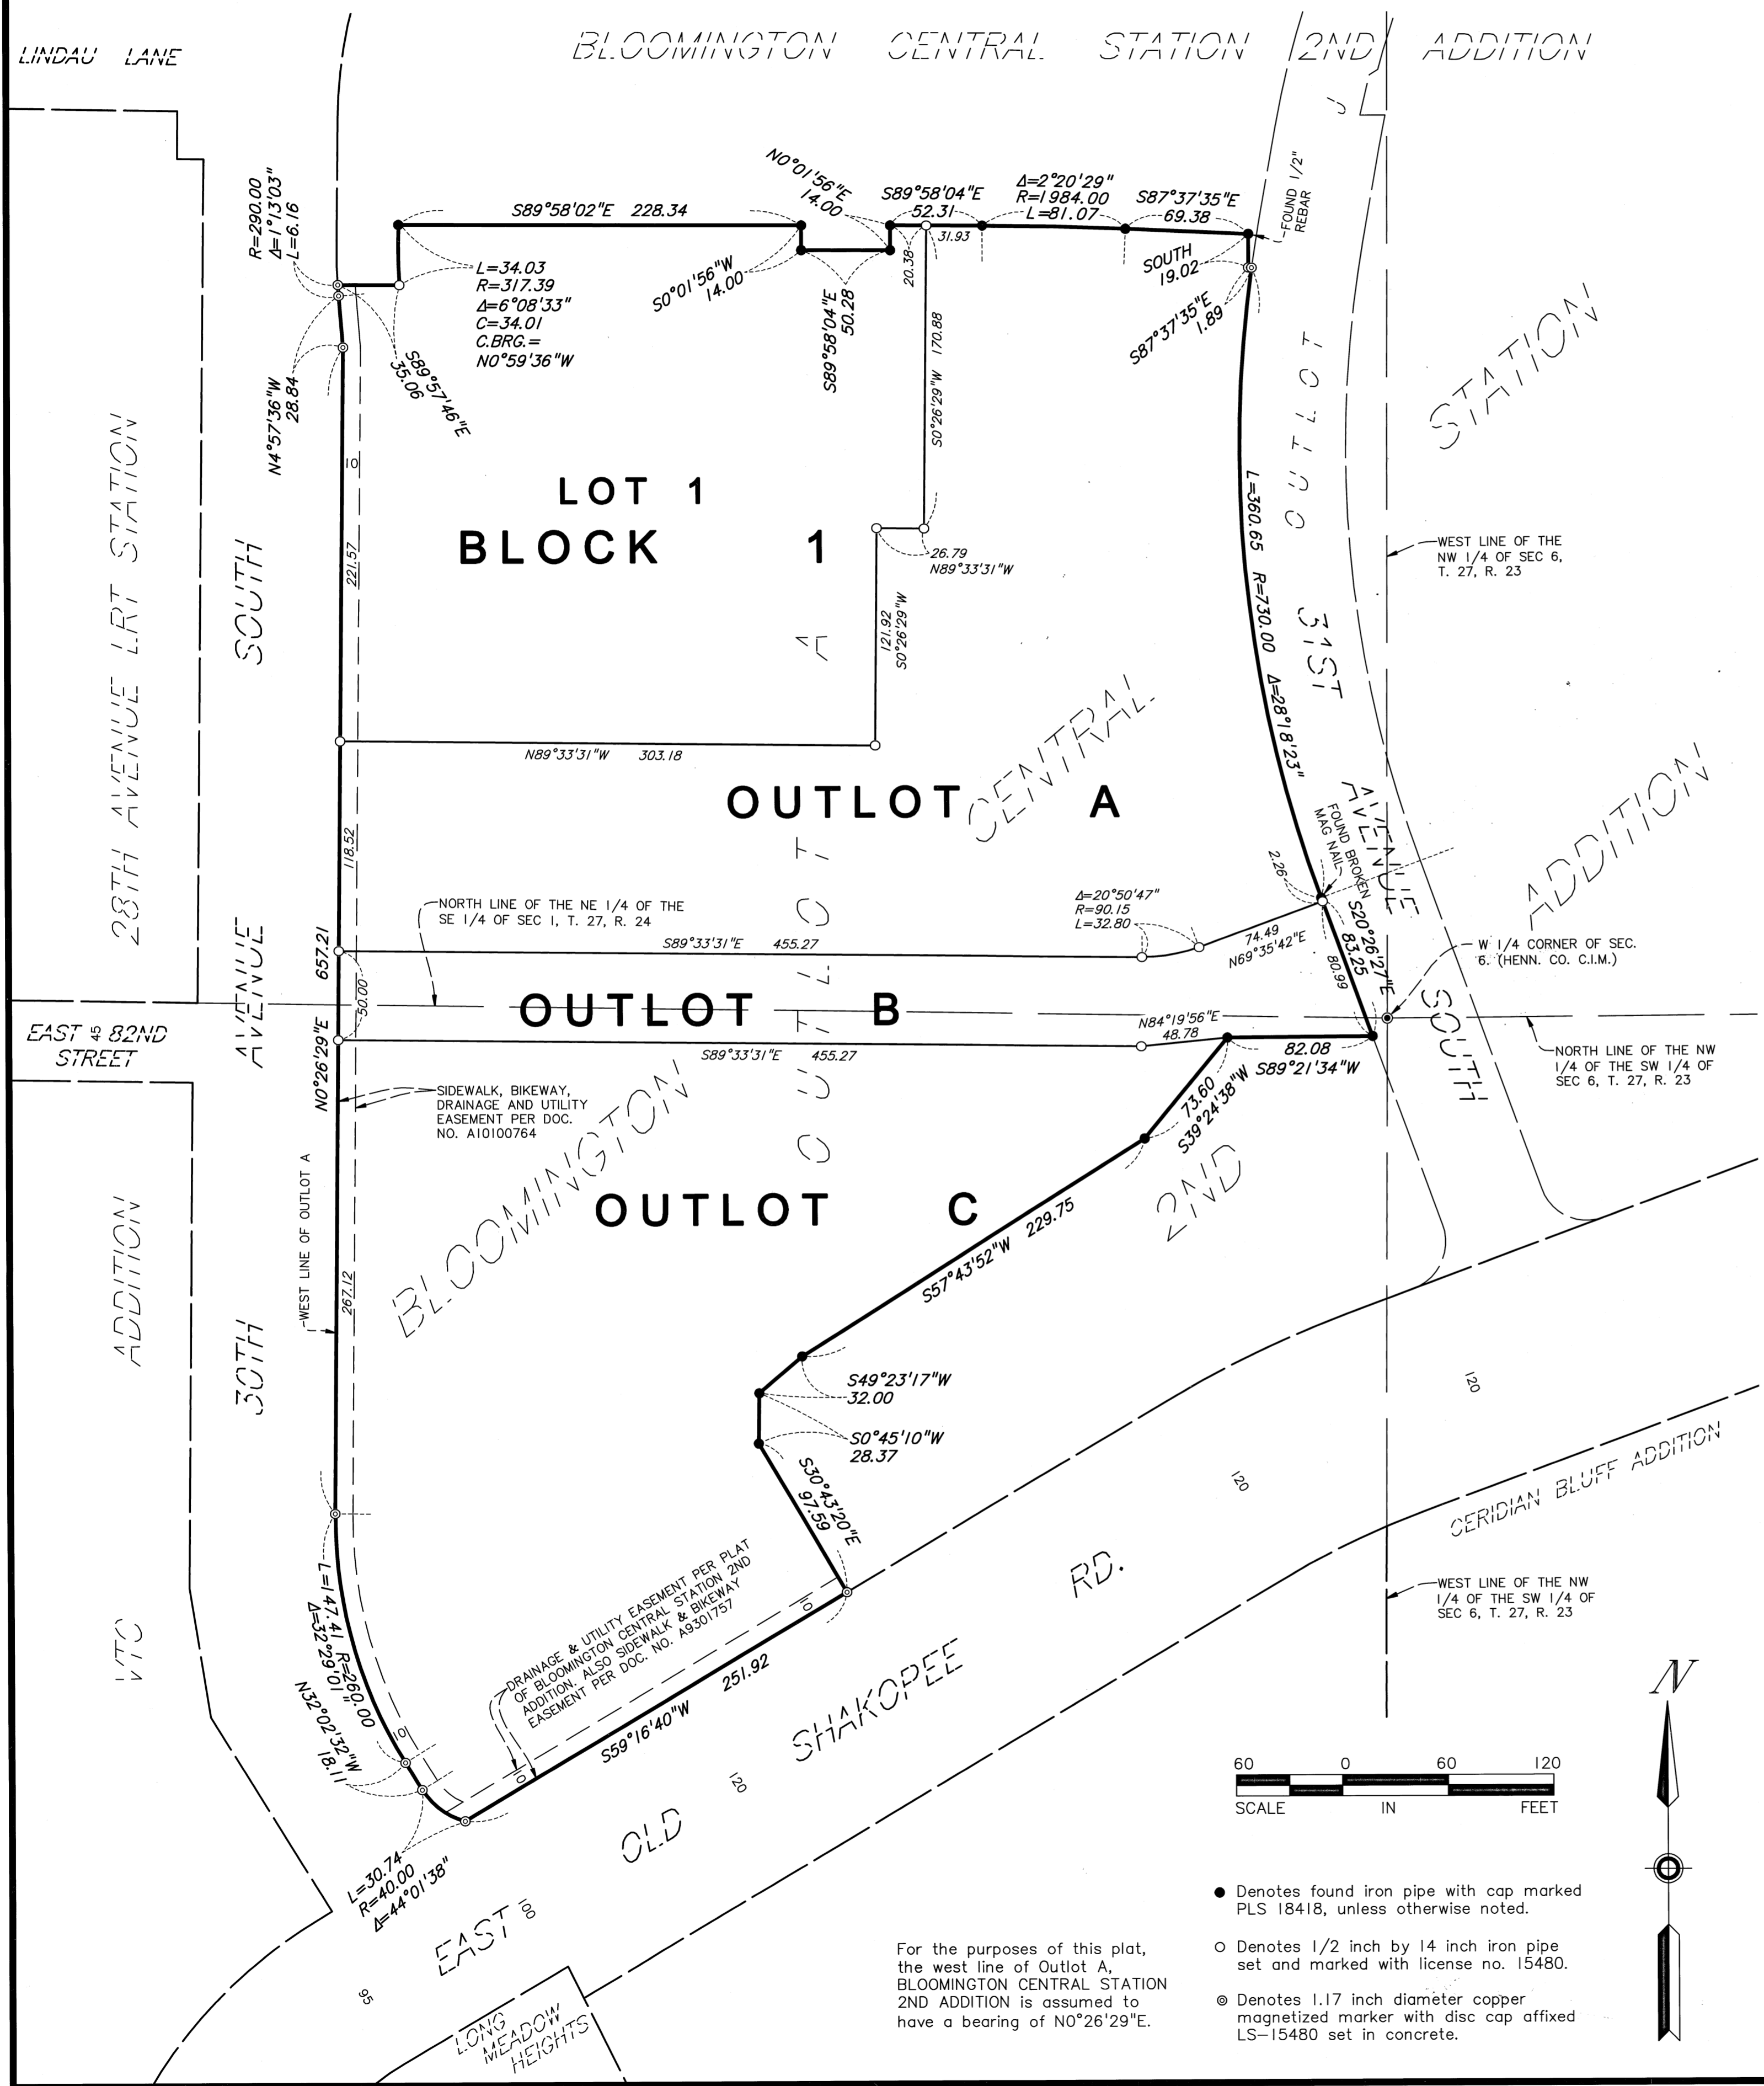 BLOOMINGTON CENTRAL STATION 2ND ADDITION
LINDAU LANE
R=290.00
Δ=1°13'03"
L=6.16
S89°58'02"E 228.34
N0°01'56"E
14.00
S89°58'04"E
52.31
Δ=2°20'29"
R=1984.00
L=81.07
S87°37'35"E
69.38
FOUND 1/2"
REBAR
31.93
20.38
L=34.03
R=317.39
Δ=6°08'33"
C=34.01
C.BRG.=
N0°59'36"W
S0°01'56"W
14.00
S89°58'04"E
50.28
SOUTH
19.02
S87°37'35"E
1.89
N4°57'36"W
28.84
S89°57'46"E
35.06
S0°26'29"W 170.88
10
LOT 1
BLOCK 1
26.79
N89°33'31"W
121.92
S0°26'29"W
221.57
N89°33'31"W 303.18
L=360.65 R=730.00 Δ=28°18'23"
OUTLOT
31ST
AVENUE
SOUTH
WEST LINE OF THE
NW 1/4 OF SEC 6,
T. 27, R. 23
STATION
28TH AVENUE LRT STATION
SOUTH
AVENUE
30TH
OUTLOT A
CENTRAL
OUTLOT A
118.52
FOUND BROKEN
MAG NAIL
2.26
ADDITION
NORTH LINE OF THE NE 1/4 OF THE
SE 1/4 OF SEC 1, T. 27, R. 24
S89°33'31"E 455.27
Δ=20°50'47"
R=90.15
L=32.80
74.49
N69°35'42"E
S20°26'27"E
83.25
80.99
W 1/4 CORNER OF SEC.
6. (HENN. CO. C.I.M.)
N0°26'29"E 657.21
50.00
OUTLOT B
N84°19'56"E
48.78
S89°33'31"E 455.27
82.08
S89°21'34"W
EAST 82ND
STREET
45
NORTH LINE OF THE NW
1/4 OF THE SW 1/4 OF
SEC 6, T. 27, R. 23
SIDEWALK, BIKEWAY,
DRAINAGE AND UTILITY
EASEMENT PER DOC.
NO. A10100764
73.60
S39°24'38"W
WEST LINE OF OUTLOT A
BLOOMINGTON
2ND
OUTLOT C
267.12
S57°43'52"W 229.75
ADDITION
VTC
S49°23'17"W
32.00
S0°45'10"W
28.37
S30°43'20"E
97.59
120
120
CERIDIAN BLUFF ADDITION
L=147.41 R=260.00
Δ=32°29'01"
DRAINAGE & UTILITY EASEMENT PER PLAT
OF BLOOMINGTON CENTRAL STATION 2ND
ADDITION. ALSO SIDEWALK & BIKEWAY
EASEMENT PER DOC. NO. A9301757
10
WEST LINE OF THE NW
1/4 OF THE SW 1/4 OF
SEC 6, T. 27, R. 23
S59°16'40"W 251.92
N32°02'32"W
18.11
10
10
120
L=30.74
R=40.00
Δ=44°01'38"
EAST OLD SHAKOPEE RD.
100
95
LONG
MEADOW
HEIGHTS
N
60 0 60 120
SCALE IN FEET
For the purposes of this plat,
the west line of Outlot A,
BLOOMINGTON CENTRAL STATION
2ND ADDITION is assumed to
have a bearing of N0°26'29"E.
Denotes found iron pipe with cap marked
PLS 18418, unless otherwise noted.
Denotes 1/2 inch by 14 inch iron pipe
set and marked with license no. 15480.
Denotes 1.17 inch diameter copper
magnetized marker with disc cap affixed
LS-15480 set in concrete.